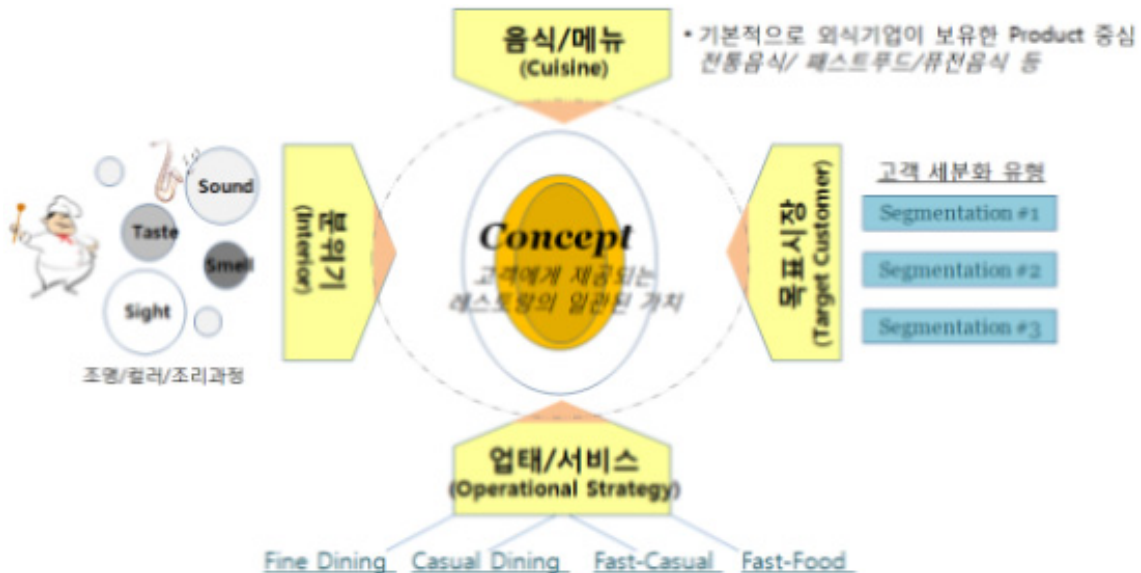 음식/메뉴
(Cuisine)
• 기본적으로 외식기업이 보유한 Product 중심
전통음식/ 패스트푸드/퓨전음식 등
Sound
Taste
Smell
Sight
조명/컬러/조리과정
분위기
(Interior)
Concept
고객에게 제공되는
레스토랑의 일관된 가치
목표시장
(Target Customer)
고객 세분화 유형
Segmentation #1
Segmentation #2
Segmentation #3
업태/서비스
(Operational Strategy)
Fine Dining Casual Dining Fast-Casual Fast-Food